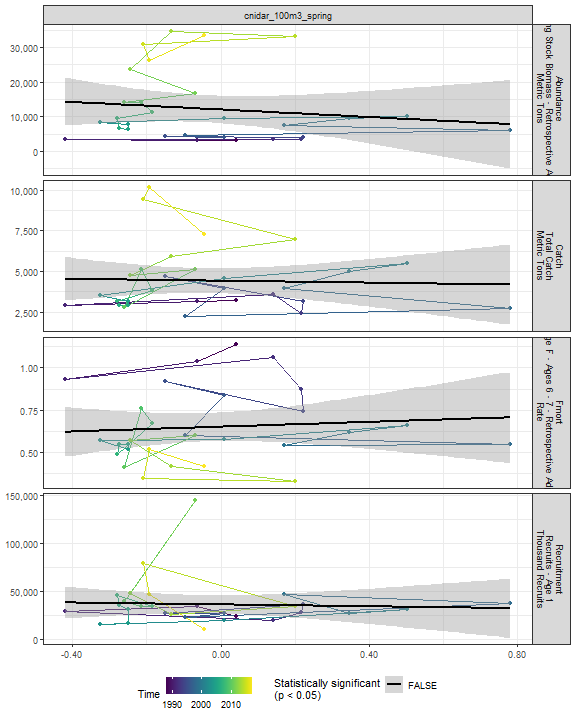 cnidar_100m3_spring
30,000
20,000
10,000
0
Abundance
ng Stock Biomass - Retrospective A
Metric Tons
10,000
7,500
5,000
2,500
Catch
Total Catch
Metric Tons
1.00
0.75
0.50
Fmort
ge F - Ages 6 - 7 - Retrospective Ad
Rate
150,000
100,000
50,000
0
Recruitment
Recruits - Age 1
Thousand Recruits
-0.40
0.00
0.40
0.80
Time
1990
2000
2010
Statistically significant
(p < 0.05)
FALSE